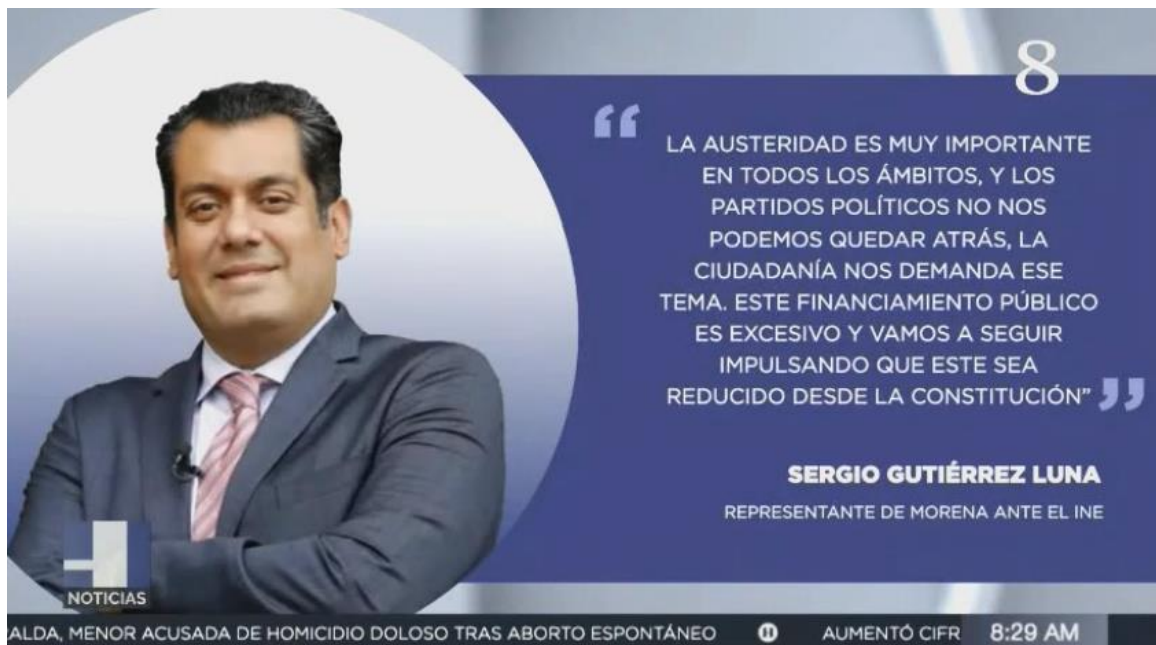 8
“
LA AUSTERIDAD ES MUY IMPORTANTE
EN TODOS LOS ÁMBITOS, Y LOS
PARTIDOS POLÍTICOS NO NOS
PODEMOS QUEDAR ATRÁS, LA
CIUDADANÍA NOS DEMANDA ESE
TEMA. ESTE FINANCIAMIENTO PÚBLICO
ES EXCESIVO Y VAMOS A SEGUIR
IMPULSANDO QUE ESTE SEA
REDUCIDO DESDE LA CONSTITUCIÓN” ”
SERGIO GUTIÉRREZ LUNA
REPRESENTANTE DE MORENA ANTE EL INE
NOTICIAS
ALDA, MENOR ACUSADA DE HOMICIDIO DOLOSO TRAS ABORTO ESPONTÁNEO AUMENTÓ CIFR 8:29 AM